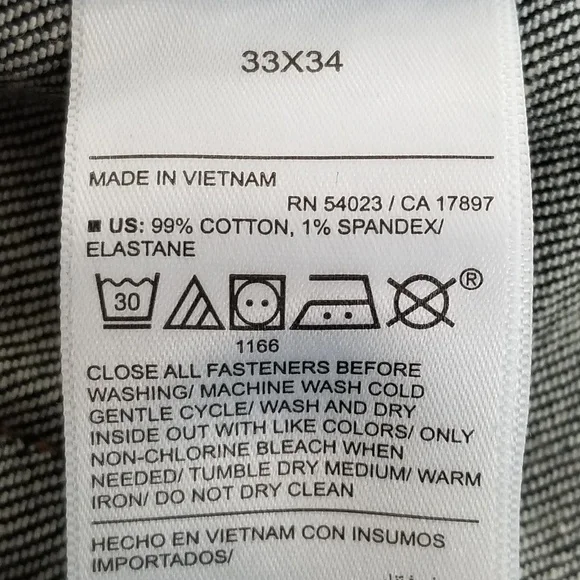 33X34
MADE IN VIETNAM
RN 54023 / CA 17897
US: 99% COTTON, 1% SPANDEX/
ELASTANE
30
®
1166
CLOSE ALL FASTENERS BEFORE
WASHING/ MACHINE WASH COLD
GENTLE CYCLE/ WASH AND DRY
INSIDE OUT WITH LIKE COLORS/ ONLY
NON-CHLORINE BLEACH WHEN
NEEDED/ TUMBLE DRY MEDIUM/ WARM
IRON/ DO NOT DRY CLEAN
HECHO EN VIETNAM CON INSUMOS
IMPORTADOS/